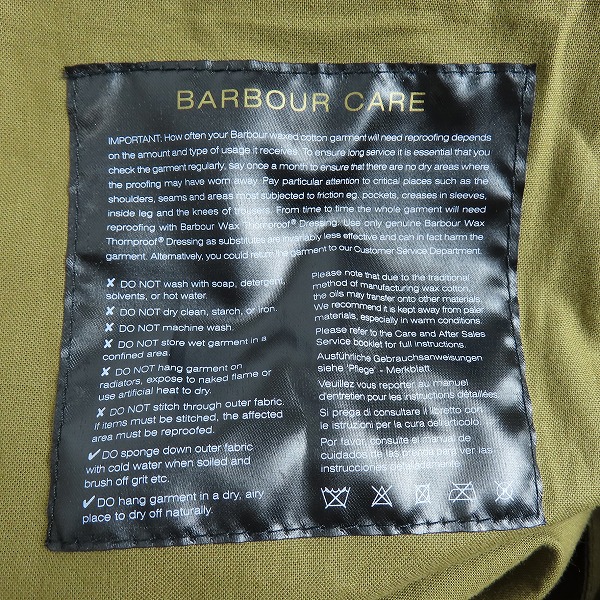 BARBOUR CARE
IMPORTANT: How often your Barbour waxed cotton garment will need reproofing depends
on the amount and type of usage it receives. To ensure long service it is essential that you
check the garment regularly, say once a month to ensure that there are no dry areas where
the proofing may have worn away. Pay particular attention to critical places such as the
shoulders, seams and areas most subjected to friction eg. pockets, creases in sleeves,
inside leg and the knees of trousers. From time to time the whole garment will need
reproofing with Barbour Wax Thornproof® Dressing. Use only genuine Barbour Wax
Thornproof® Dressing as substitutes are invariably less effective and can in fact harm the
garment. Alternatively, you could return the garment to our Customer Service Department.
✘ DO NOT wash with soap, detergent,
solvents, or hot water.
✘ DO NOT dry clean, starch, or iron.
✘ DO NOT machine wash.
✘ DO NOT store wet garment in a
confined area.
✘ DO NOT hang garment on
radiators, expose to naked flame or
use artificial heat to dry.
✘ DO NOT stitch through outer fabric.
If items must be stitched, the affected
area must be reproofed.
✔ DO sponge down outer fabric
with cold water when soiled and
brush off grit etc.
✔ DO hang garment in a dry, airy
place to dry off naturally.
Please note that due to the traditional
method of manufacturing wax cotton,
the oils may transfer onto other materials.
We recommend it is kept away from paler
materials, especially in warm conditions.
Please refer to the Care and After Sales
Service booklet for full instructions.
Ausführliche Gebrauchsanweisungen
siehe 'Pflege' - Merkblatt.
Veuillez vous reporter au manuel
d'entretien pour les instructions détaillées.
Si prega di consultare il libretto con
le istruzioni per la cura dell'articolo.
Por favor, consulte el manual de
cuidados de las prendas para ver las
instrucciones detalladamente.